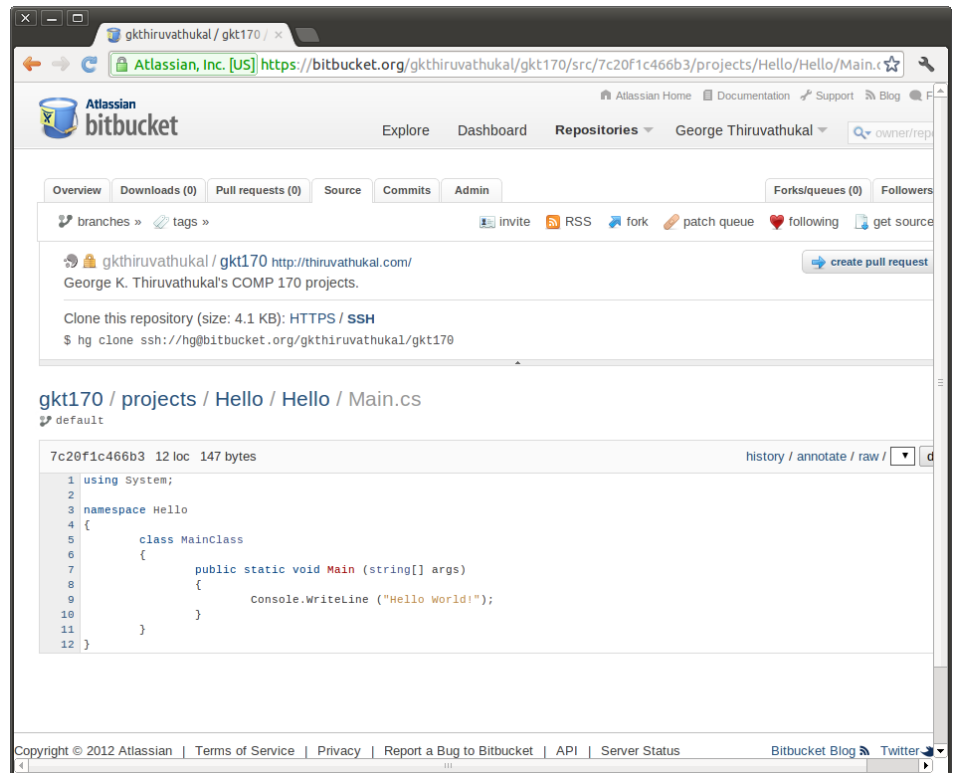 gkthiruvathukal / gkt170 /
Atlassian, Inc. [US] https://bitbucket.org/gkthiruvathukal/gkt170/src/7c20f1c466b3/projects/Hello/Hello/Main.c
Atlassian Home Documentation Support Blog F
Atlassian
bitbucket
Explore Dashboard Repositories George Thiruvathukal owner/repo
Overview Downloads (0) Pull requests (0) Source Commits Admin Forks/queues (0) Followers
branches » tags » invite RSS fork patch queue following get source
gkthiruvathukal / gkt170 http://thiruvathukal.com/ create pull request
George K. Thiruvathukal's COMP 170 projects.
Clone this repository (size: 4.1 KB): HTTPS / SSH
$ hg clone ssh://hg@bitbucket.org/gkthiruvathukal/gkt170
gkt170 / projects / Hello / Hello / Main.cs
default
7c20f1c466b3 12 loc 147 bytes history / annotate / raw / d
1 using System;
2
3 namespace Hello
4 {
5 class MainClass
6 {
7 public static void Main (string[] args)
8 {
9 Console.WriteLine ("Hello World!");
10 }
11 }
12 }
Copyright © 2012 Atlassian | Terms of Service | Privacy | Report a Bug to Bitbucket | API | Server Status Bitbucket Blog Twitter